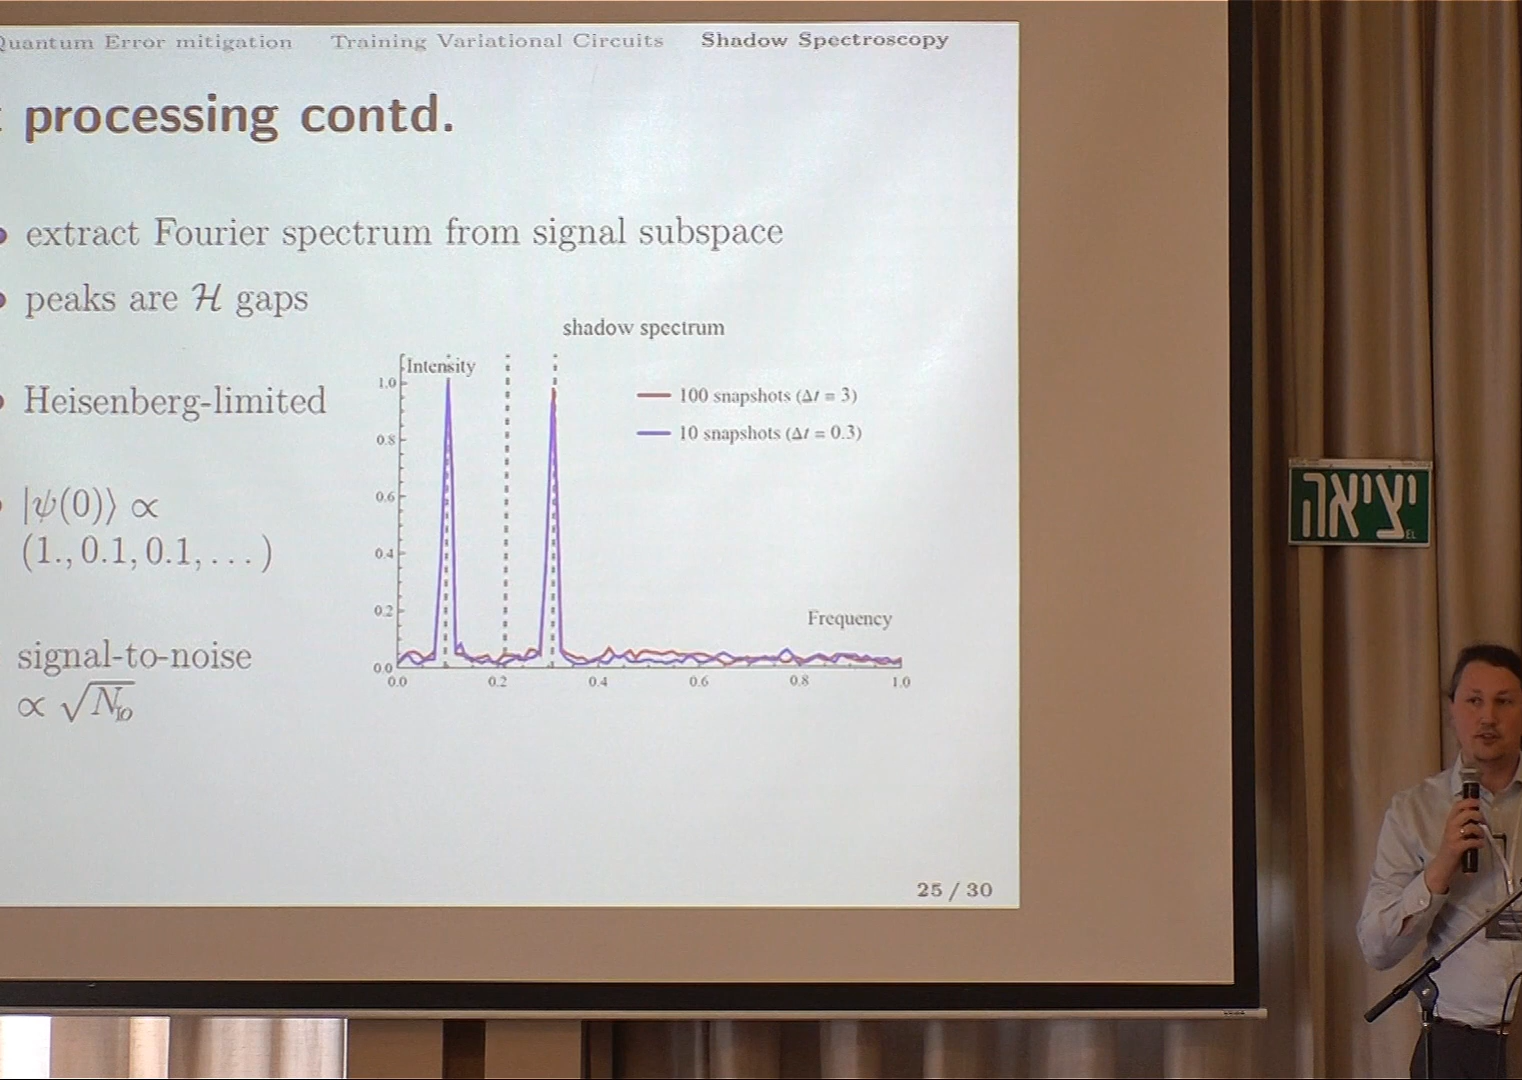 Quantum Error mitigation Training Variational Circuits Shadow Spectroscopy
processing contd.
extract Fourier spectrum from signal subspace
peaks are ℋ gaps
Heisenberg-limited
|ψ(0)⟩ ∝
(1., 0.1, 0.1, . . . )
signal-to-noise
∝ √N
shadow spectrum
Intensity
1.0
0.8
0.6
0.4
0.2
0.0
100 snapshots (Δt = 3)
10 snapshots (Δt = 0.3)
Frequency
0.0 0.2 0.4 0.6 0.8 1.0
25 / 30
יציאה
EL